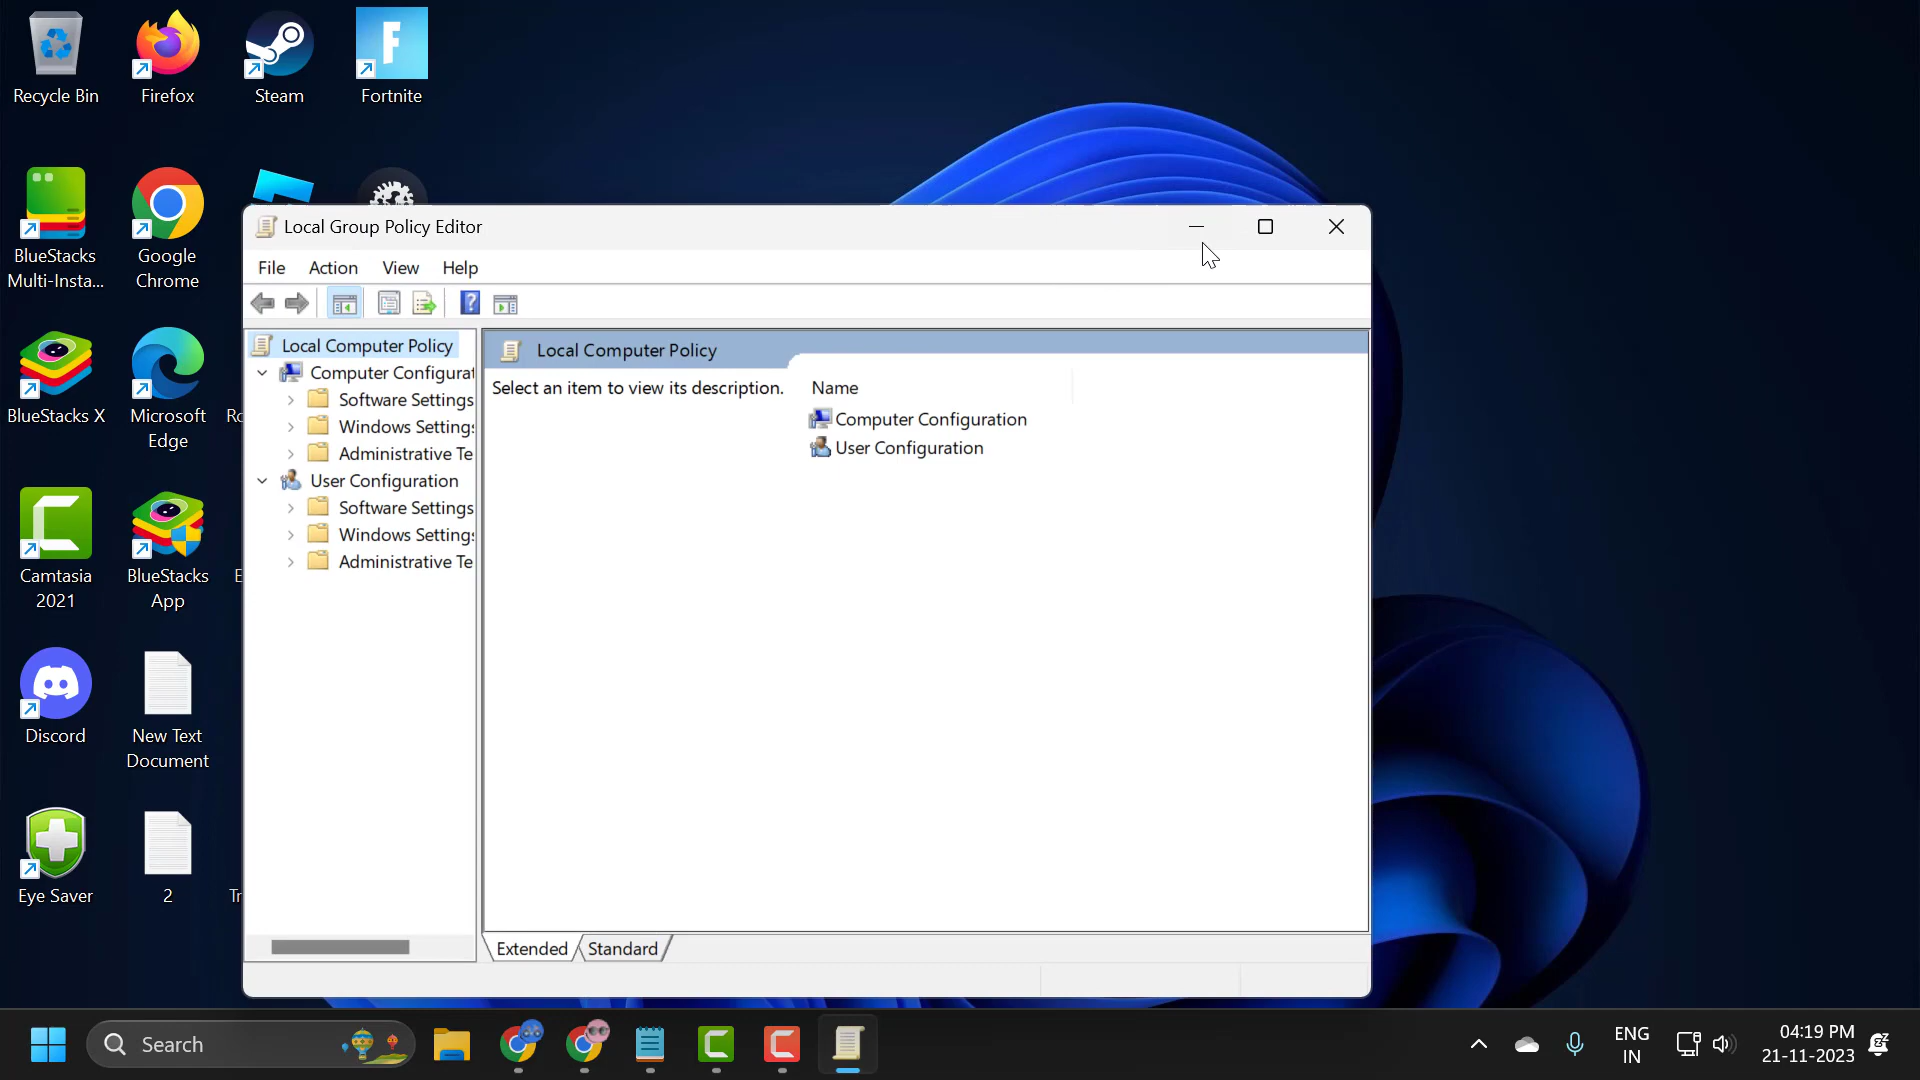 Recycle Bin
Firefox
Steam
Fortnite
BlueStacks
Multi-Insta...
Google
Chrome
BlueStacks X
Microsoft
Edge
Camtasia
2021
BlueStacks
App
Discord
New Text
Document
Eye Saver
2
Local Group Policy Editor
File Action View Help
Local Computer Policy
Computer Configurat
Software Settings
Windows Settings
Administrative Te
User Configuration
Software Settings
Windows Settings
Administrative Te
Local Computer Policy
Select an item to view its description.
Name
Computer Configuration
User Configuration
Extended Standard
Search
ENG
IN
04:19 PM
21-11-2023